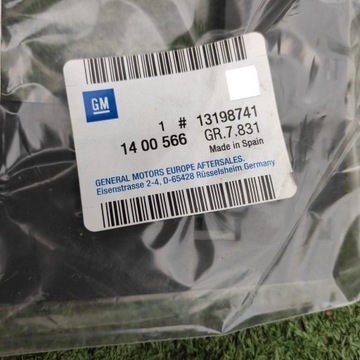 GM
1 # 13198741
14 00 566 GR.7.831
Made in Spain
GENERAL MOTORS EUROPE AFTERSALES.
Eisenstrasse 2-4, D-65428 Rüsselsheim Germany